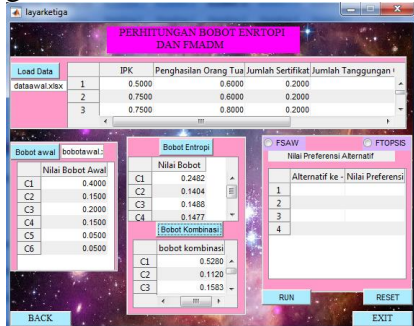 layarketiga
PERHITUNGAN BOBOT ENRTOPI
DAN FMADM
Load Data
dataawal.xlsx
IPK Penghasilan Orang Tua Jumlah Sertifikat Jumlah Tanggungan
1 0.5000 0.6000 0.2000
2 0.7500 0.6000 0.2000
3 0.7500 0.8000 0.2000
Bobot awal
bobotawal.
Nilai Bobot Awal
C1 0.4000
C2 0.1500
C3 0.2000
C4 0.1500
C5 0.0500
C6 0.0500
Bobot Entropi
Nilai Bobot
C1 0.2482
C2 0.1404
C3 0.1488
C4 0.1477
Bobot Kombinasi
bobot kombinasi
C1 0.5280
C2 0.1120
C3 0.1583
FSAW FTOPSIS
Nilai Preferensi Alternatif
Alternatif ke - Nilai Preferensi
1
2
3
4
RUN RESET
BACK EXIT